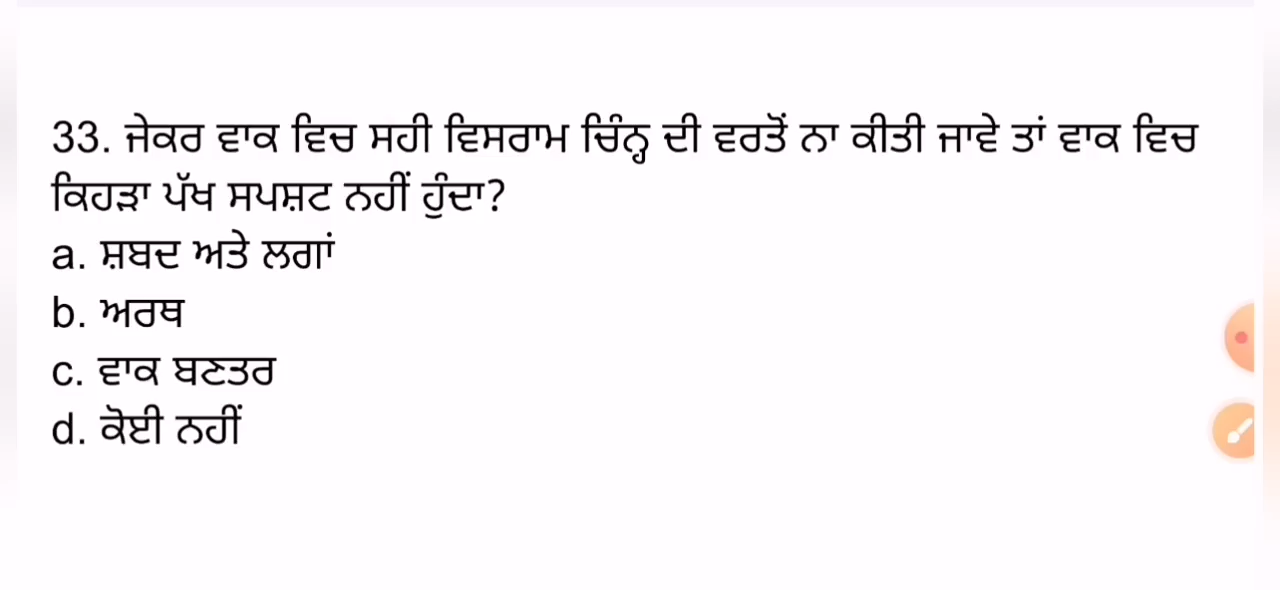 33. ਜੇਕਰ ਵਾਕ ਵਿਚ ਸਹੀ ਵਿਸਰਾਮ ਚਿੰਨ੍ਹ ਦੀ ਵਰਤੋਂ ਨਾ ਕੀਤੀ ਜਾਵੇ ਤਾਂ ਵਾਕ ਵਿਚ
ਕਿਹੜਾ ਪੱਖ ਸਪਸ਼ਟ ਨਹੀਂ ਹੁੰਦਾ?
a. ਸ਼ਬਦ ਅਤੇ ਲਗਾਂ
b. ਅਰਥ
c. ਵਾਕ ਬਣਤਰ
d. ਕੋਈ ਨਹੀਂ